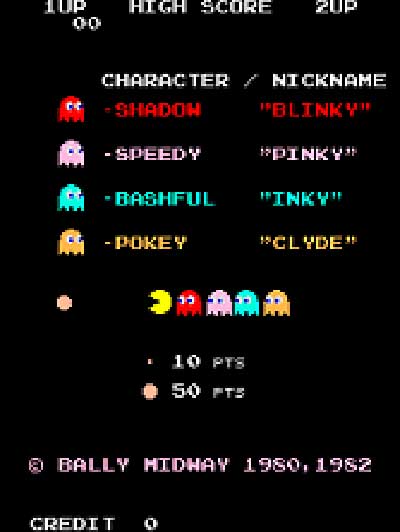 1UP HIGH SCORE 2UP
00
CHARACTER / NICKNAME
-SHADOW "BLINKY"
-SPEEDY "PINKY"
-BASHFUL "INKY"
-POKEY "CLYDE"
10 PTS
50 PTS
© BALLY MIDWAY 1980,1982
CREDIT 0